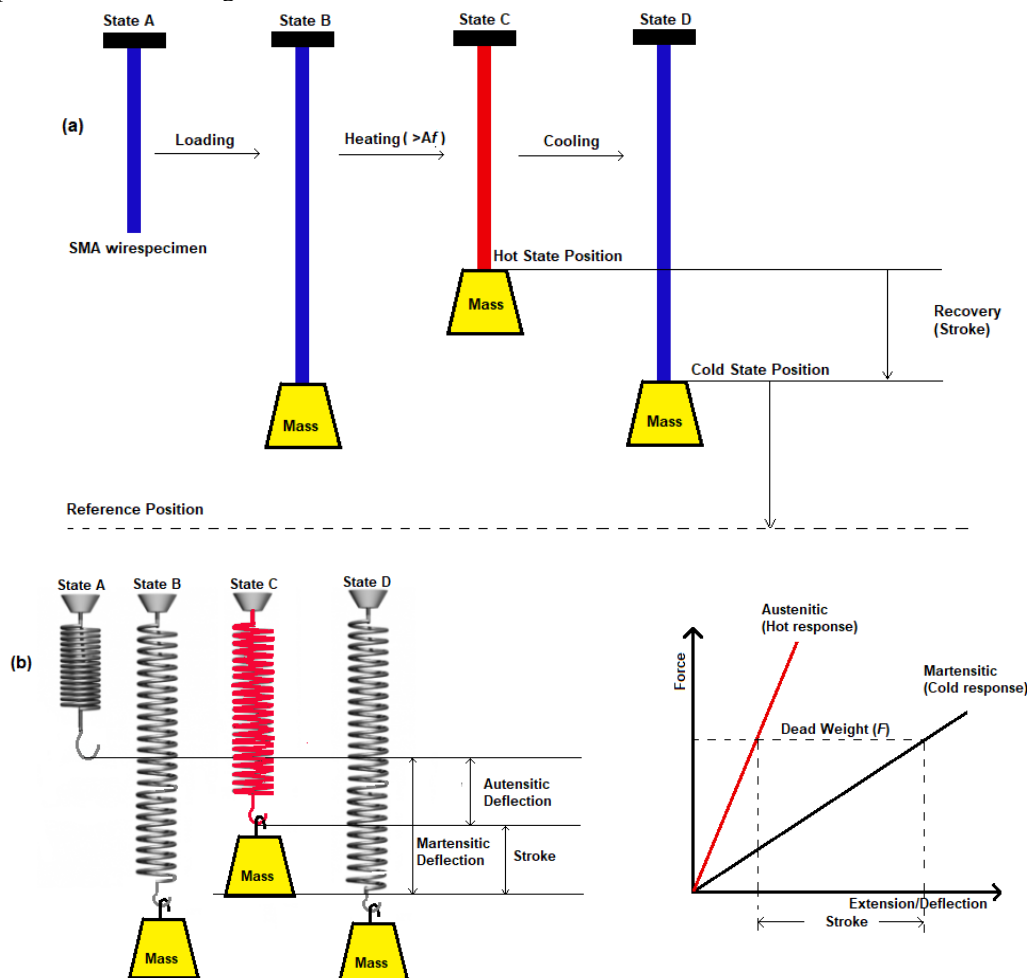 State A
State B
State C
State D
(a)
Loading
Heating ( >Af )
Cooling
SMA wirespecimen
Hot State Position
Mass
Recovery
(Stroke)
Cold State Position
Mass
Mass
Reference Position
State A
State B
State C
State D
(b)
Autensitic
Deflection
Martensitic
Deflection
Stroke
Mass
Mass
Mass
Austenitic
(Hot response)
Force
Martensitic
(Cold response)
Dead Weight (F)
Extension/Deflection
Stroke